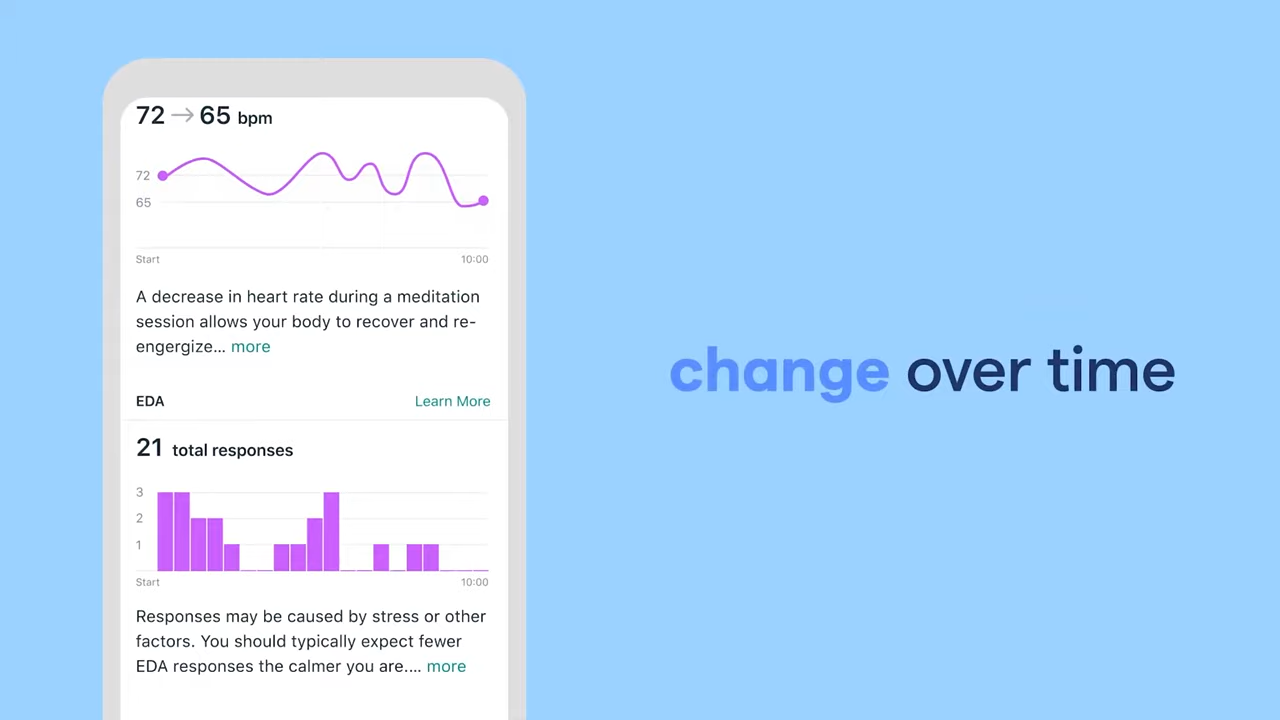 72 → 65 bpm
72
65
Start 10:00
A decrease in heart rate during a meditation
session allows your body to recover and re-
engergize... more
EDA Learn More
21 total responses
3
2
1
Start 10:00
Responses may be caused by stress or other
factors. You should typically expect fewer
EDA responses the calmer you are.... more
change over time